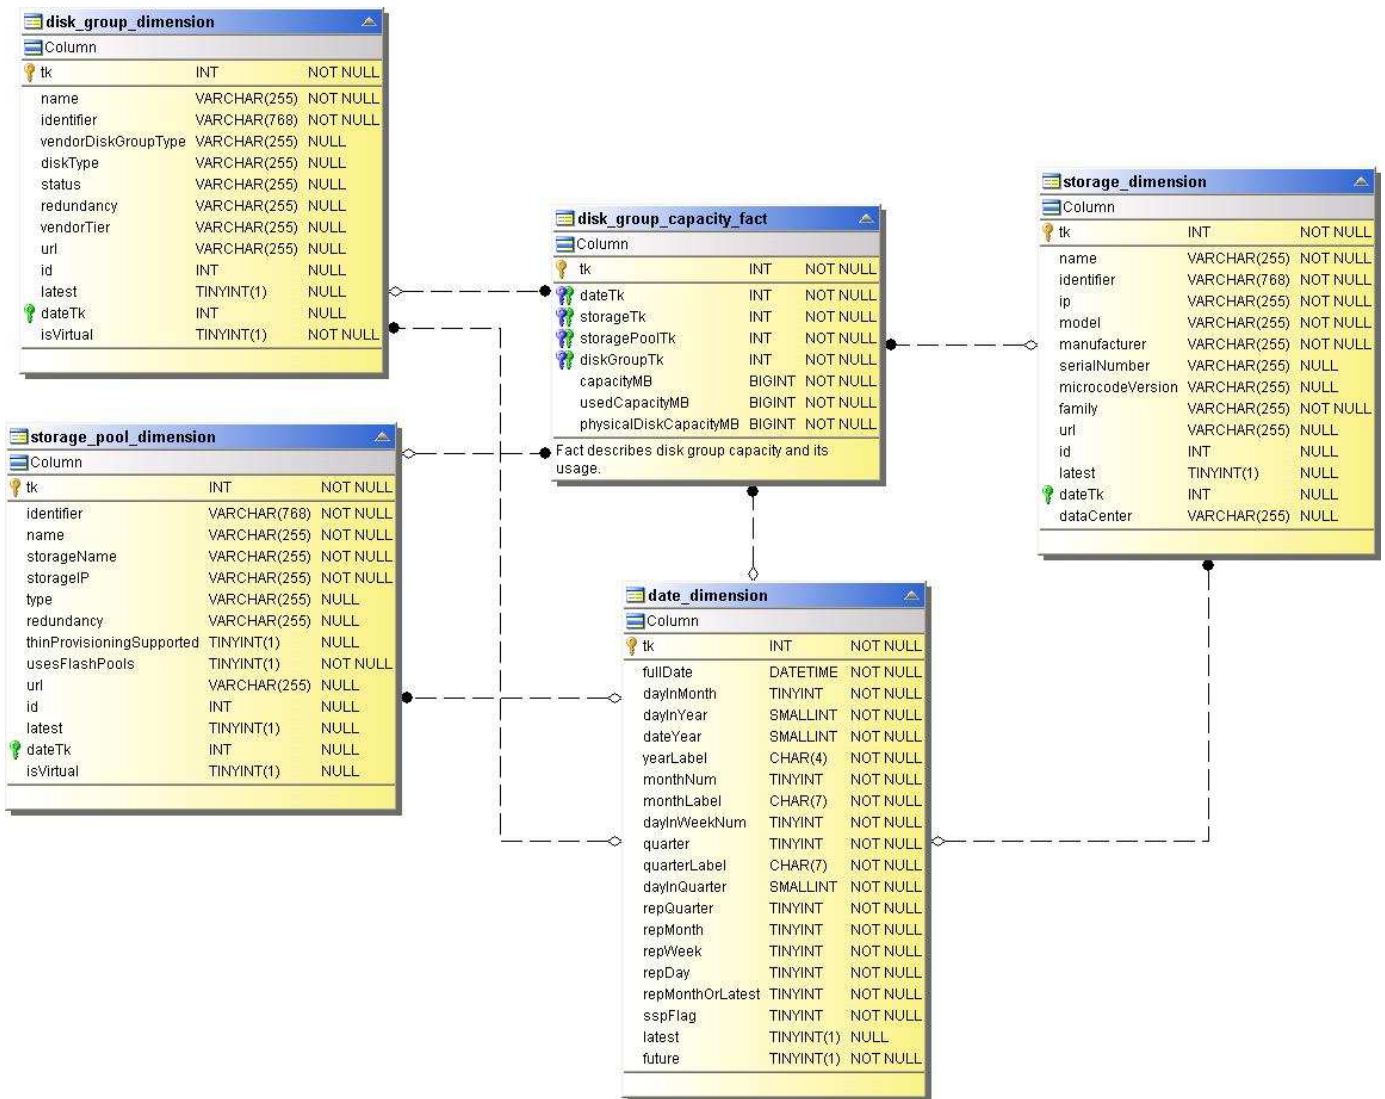 disk_group_dimension
Column
tk INT NOT NULL
name VARCHAR(255) NOT NULL
identifier VARCHAR(768) NOT NULL
vendorDiskGroupType VARCHAR(255) NULL
diskType VARCHAR(255) NULL
status VARCHAR(255) NULL
redundancy VARCHAR(255) NULL
vendorTier VARCHAR(255) NULL
url VARCHAR(255) NULL
id INT NULL
latest TINYINT(1) NULL
dateTk INT NULL
isVirtual TINYINT(1) NOT NULL
disk_group_capacity_fact
Column
tk INT NOT NULL
dateTk INT NOT NULL
storageTk INT NOT NULL
storagePoolTk INT NOT NULL
diskGroupTk INT NOT NULL
capacityMB BIGINT NOT NULL
usedCapacityMB BIGINT NOT NULL
physicalDiskCapacityMB BIGINT NOT NULL
Fact describes disk group capacity and its
usage.
storage_dimension
Column
tk INT NOT NULL
name VARCHAR(255) NOT NULL
identifier VARCHAR(768) NOT NULL
ip VARCHAR(255) NOT NULL
model VARCHAR(255) NOT NULL
manufacturer VARCHAR(255) NOT NULL
serialNumber VARCHAR(255) NULL
microcodeVersion VARCHAR(255) NULL
family VARCHAR(255) NOT NULL
url VARCHAR(255) NULL
id INT NULL
latest TINYINT(1) NULL
dateTk INT NULL
dataCenter VARCHAR(255) NULL
storage_pool_dimension
Column
tk INT NOT NULL
identifier VARCHAR(768) NOT NULL
name VARCHAR(255) NOT NULL
storageName VARCHAR(255) NOT NULL
storageIP VARCHAR(255) NOT NULL
type VARCHAR(255) NULL
redundancy VARCHAR(255) NULL
thinProvisioningSupported TINYINT(1) NULL
usesFlashPools TINYINT(1) NOT NULL
url VARCHAR(255) NULL
id INT NULL
latest TINYINT(1) NULL
dateTk INT NULL
isVirtual TINYINT(1) NULL
date_dimension
Column
tk INT NOT NULL
fullDate DATETIME NOT NULL
dayInMonth TINYINT NOT NULL
dayInYear SMALLINT NOT NULL
dateYear SMALLINT NOT NULL
yearLabel CHAR(4) NOT NULL
monthNum TINYINT NOT NULL
monthLabel CHAR(7) NOT NULL
dayInWeekNum TINYINT NOT NULL
quarter TINYINT NOT NULL
quarterLabel CHAR(7) NOT NULL
dayInQuarter SMALLINT NOT NULL
repQuarter TINYINT NOT NULL
repMonth TINYINT NOT NULL
repWeek TINYINT NOT NULL
repDay TINYINT NOT NULL
repMonthOrLatest TINYINT NOT NULL
sspFlag TINYINT NOT NULL
latest TINYINT(1) NULL
future TINYINT(1) NOT NULL